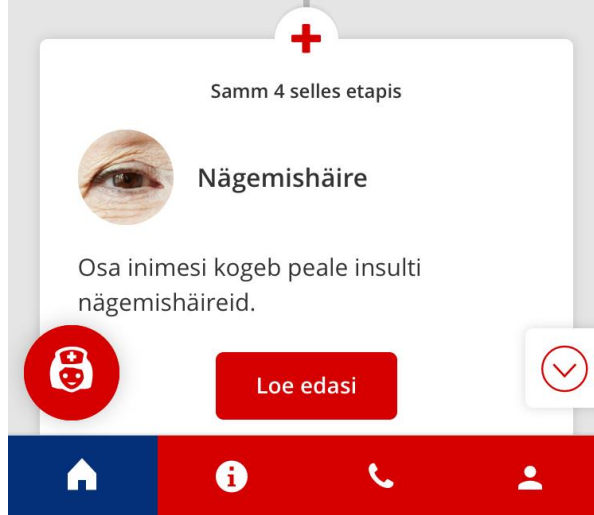 Samm 4 selles etapis
Nägemishäire
Osa inimesi kogeb peale insulti
nägemishäireid.
Loe edasi